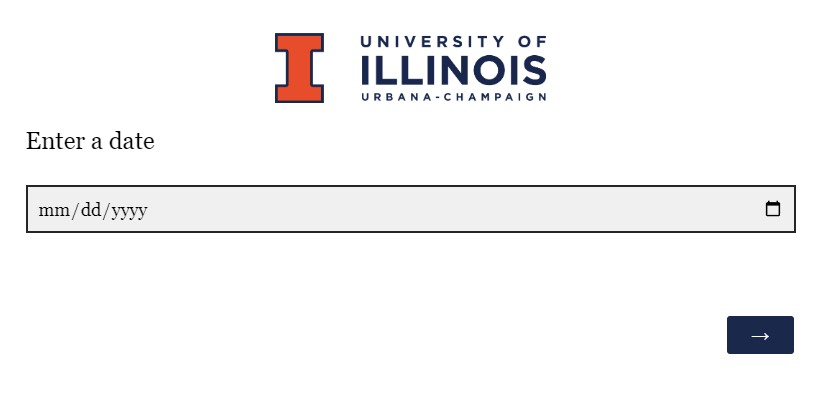 UNIVERSITY OF
ILLINOIS
URBANA-CHAMPAIGN
Enter a date
mm/dd/yyyy
→